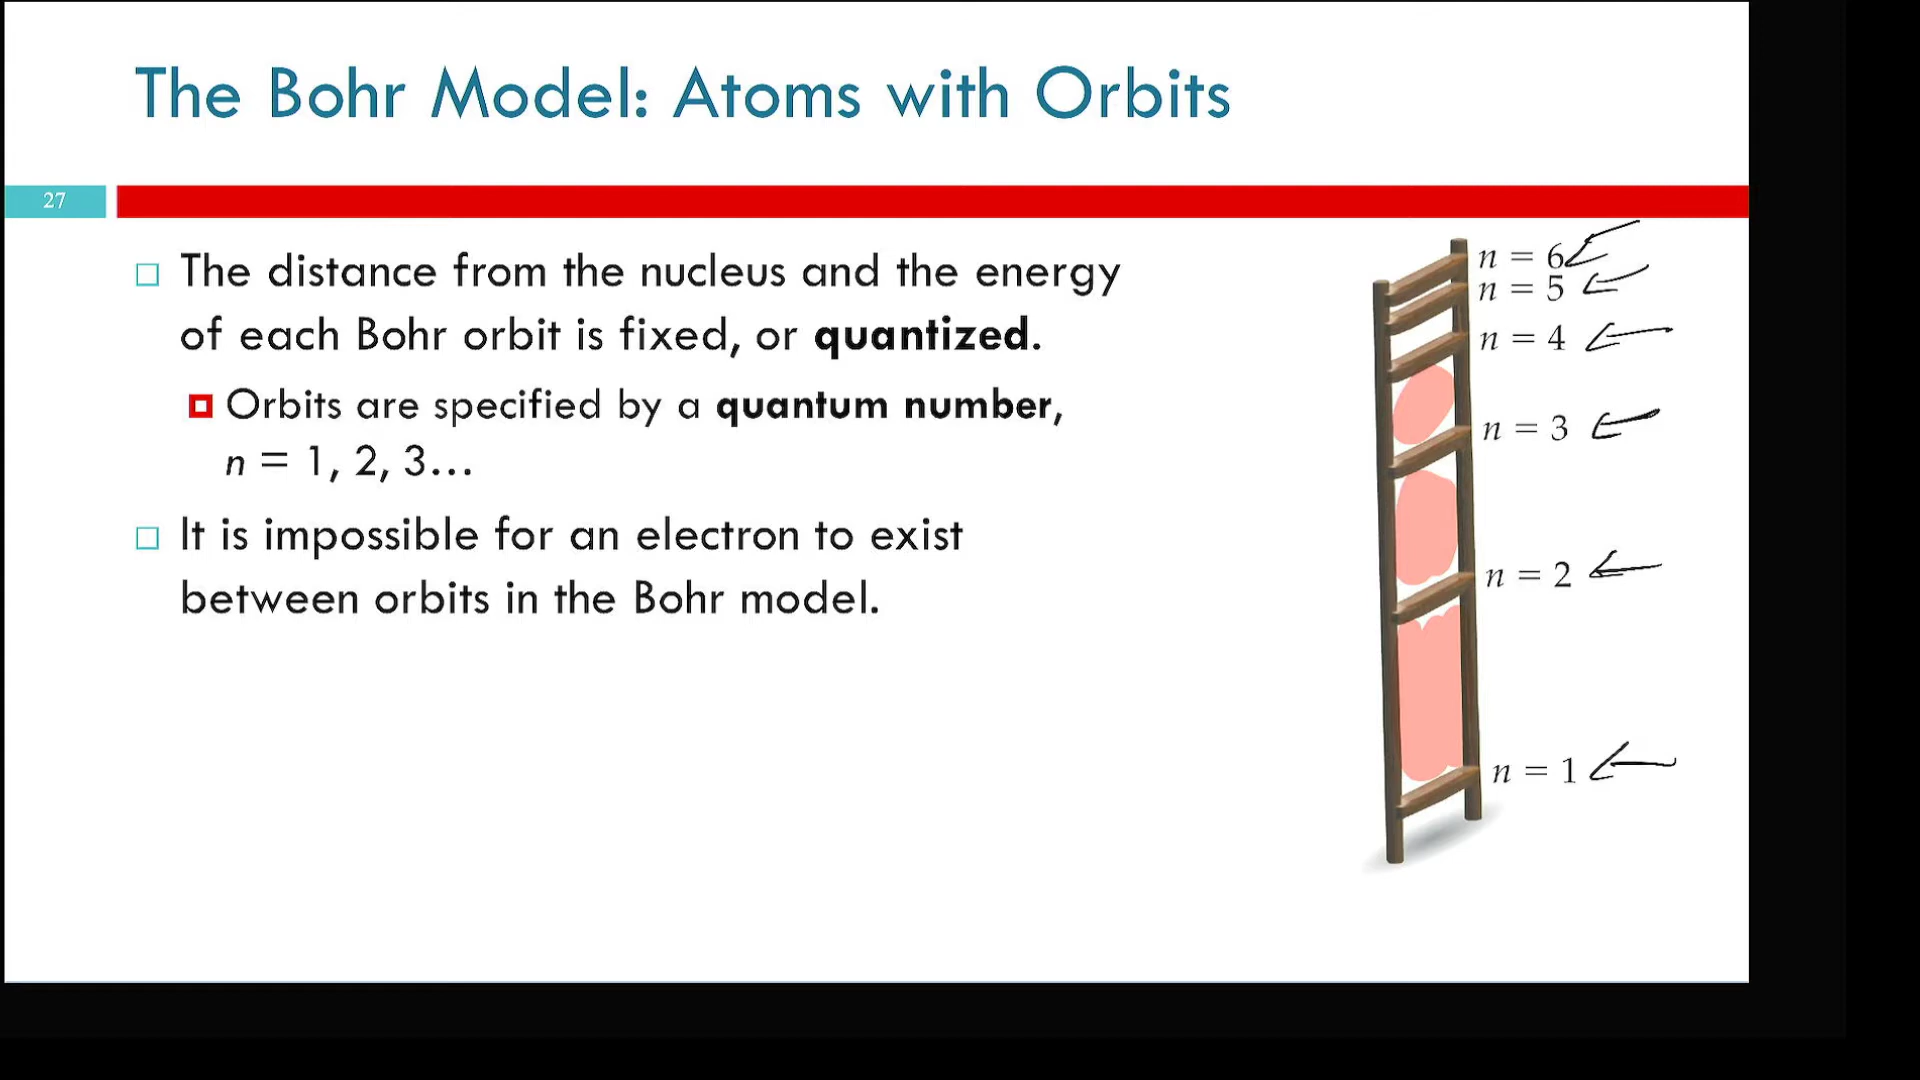 The Bohr Model: Atoms with Orbits
27
The distance from the nucleus and the energy
of each Bohr orbit is fixed, or quantized.
Orbits are specified by a quantum number,
n = 1, 2, 3…
It is impossible for an electron to exist
between orbits in the Bohr model.
n = 6
n = 5
n = 4
n = 3
n = 2
n = 1